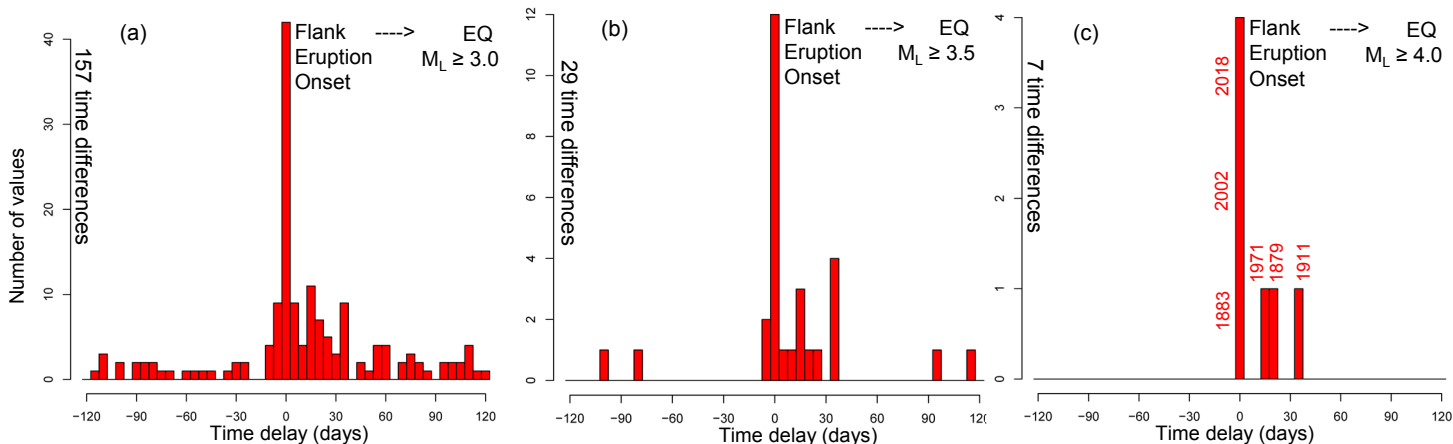 (a)
Flank ----> EQ
Eruption M_L ≥ 3.0
Onset
157 time differences
Number of values
0 10 20 30 40
−120 −90 −60 −30 0 30 60 90 120
Time delay (days)
(b)
Flank ----> EQ
Eruption M_L ≥ 3.5
Onset
29 time differences
0 2 4 6 8 10 12
−120 −90 −60 −30 0 30 60 90 120
Time delay (days)
(c)
Flank ----> EQ
Eruption M_L ≥ 4.0
Onset
7 time differences
0 1 2 3 4
1883 2002 2018
1971
1879
1911
−120 −90 −60 −30 0 30 60 90 120
Time delay (days)